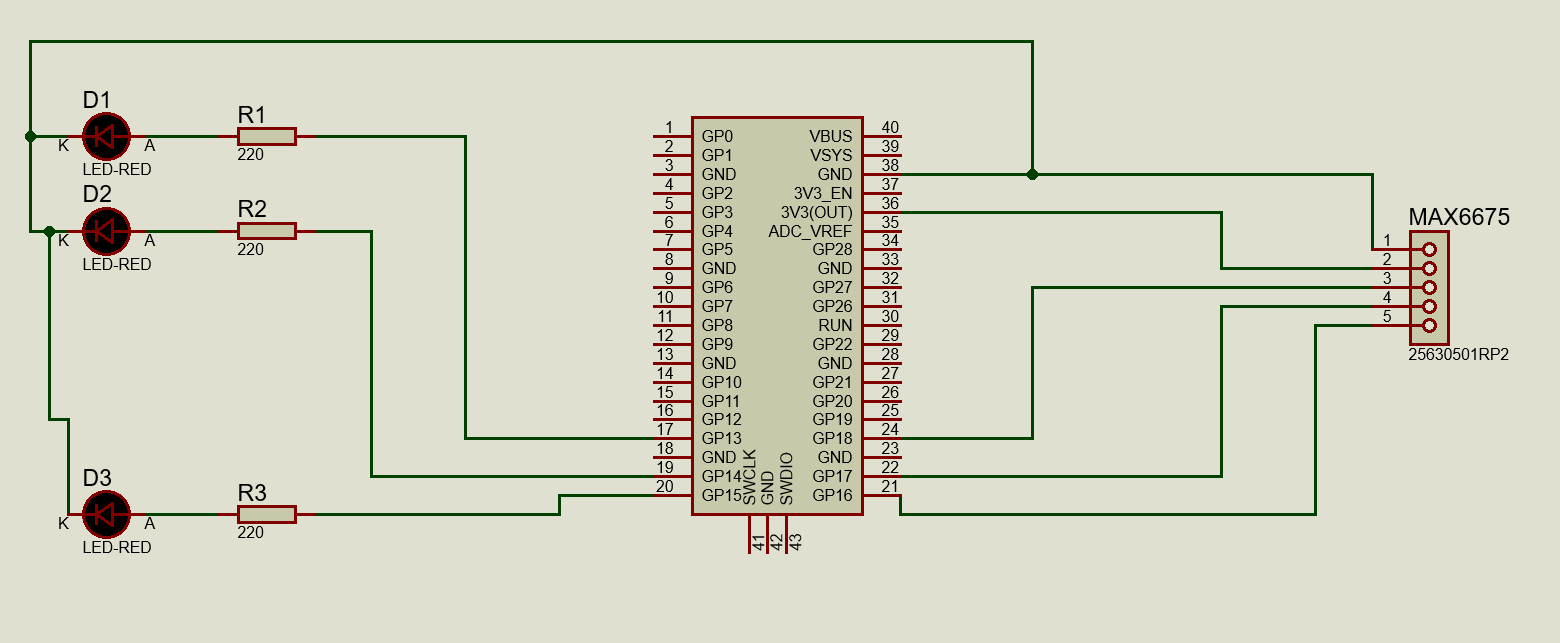 D1
K
A
LED-RED
R1
220
D2
K
A
LED-RED
R2
220
D3
K
A
LED-RED
R3
220
1 GP0
2 GP1
3 GND
4 GP2
5 GP3
6 GP4
7 GP5
8 GND
9 GP6
10 GP7
11 GP8
12 GP9
13 GND
14 GP10
15 GP11
16 GP12
17 GP13
18 GND
19 GP14
20 GP15
SWCLK 41
GND 42
SWDIO 43
VBUS 40
VSYS 39
GND 38
3V3_EN 37
3V3(OUT) 36
ADC_VREF 35
GP28 34
GND 33
GP27 32
GP26 31
RUN 30
GP22 29
GND 28
GP21 27
GP20 26
GP19 25
GP18 24
GND 23
GP17 22
GP16 21
MAX6675
1
2
3
4
5
25630501RP2